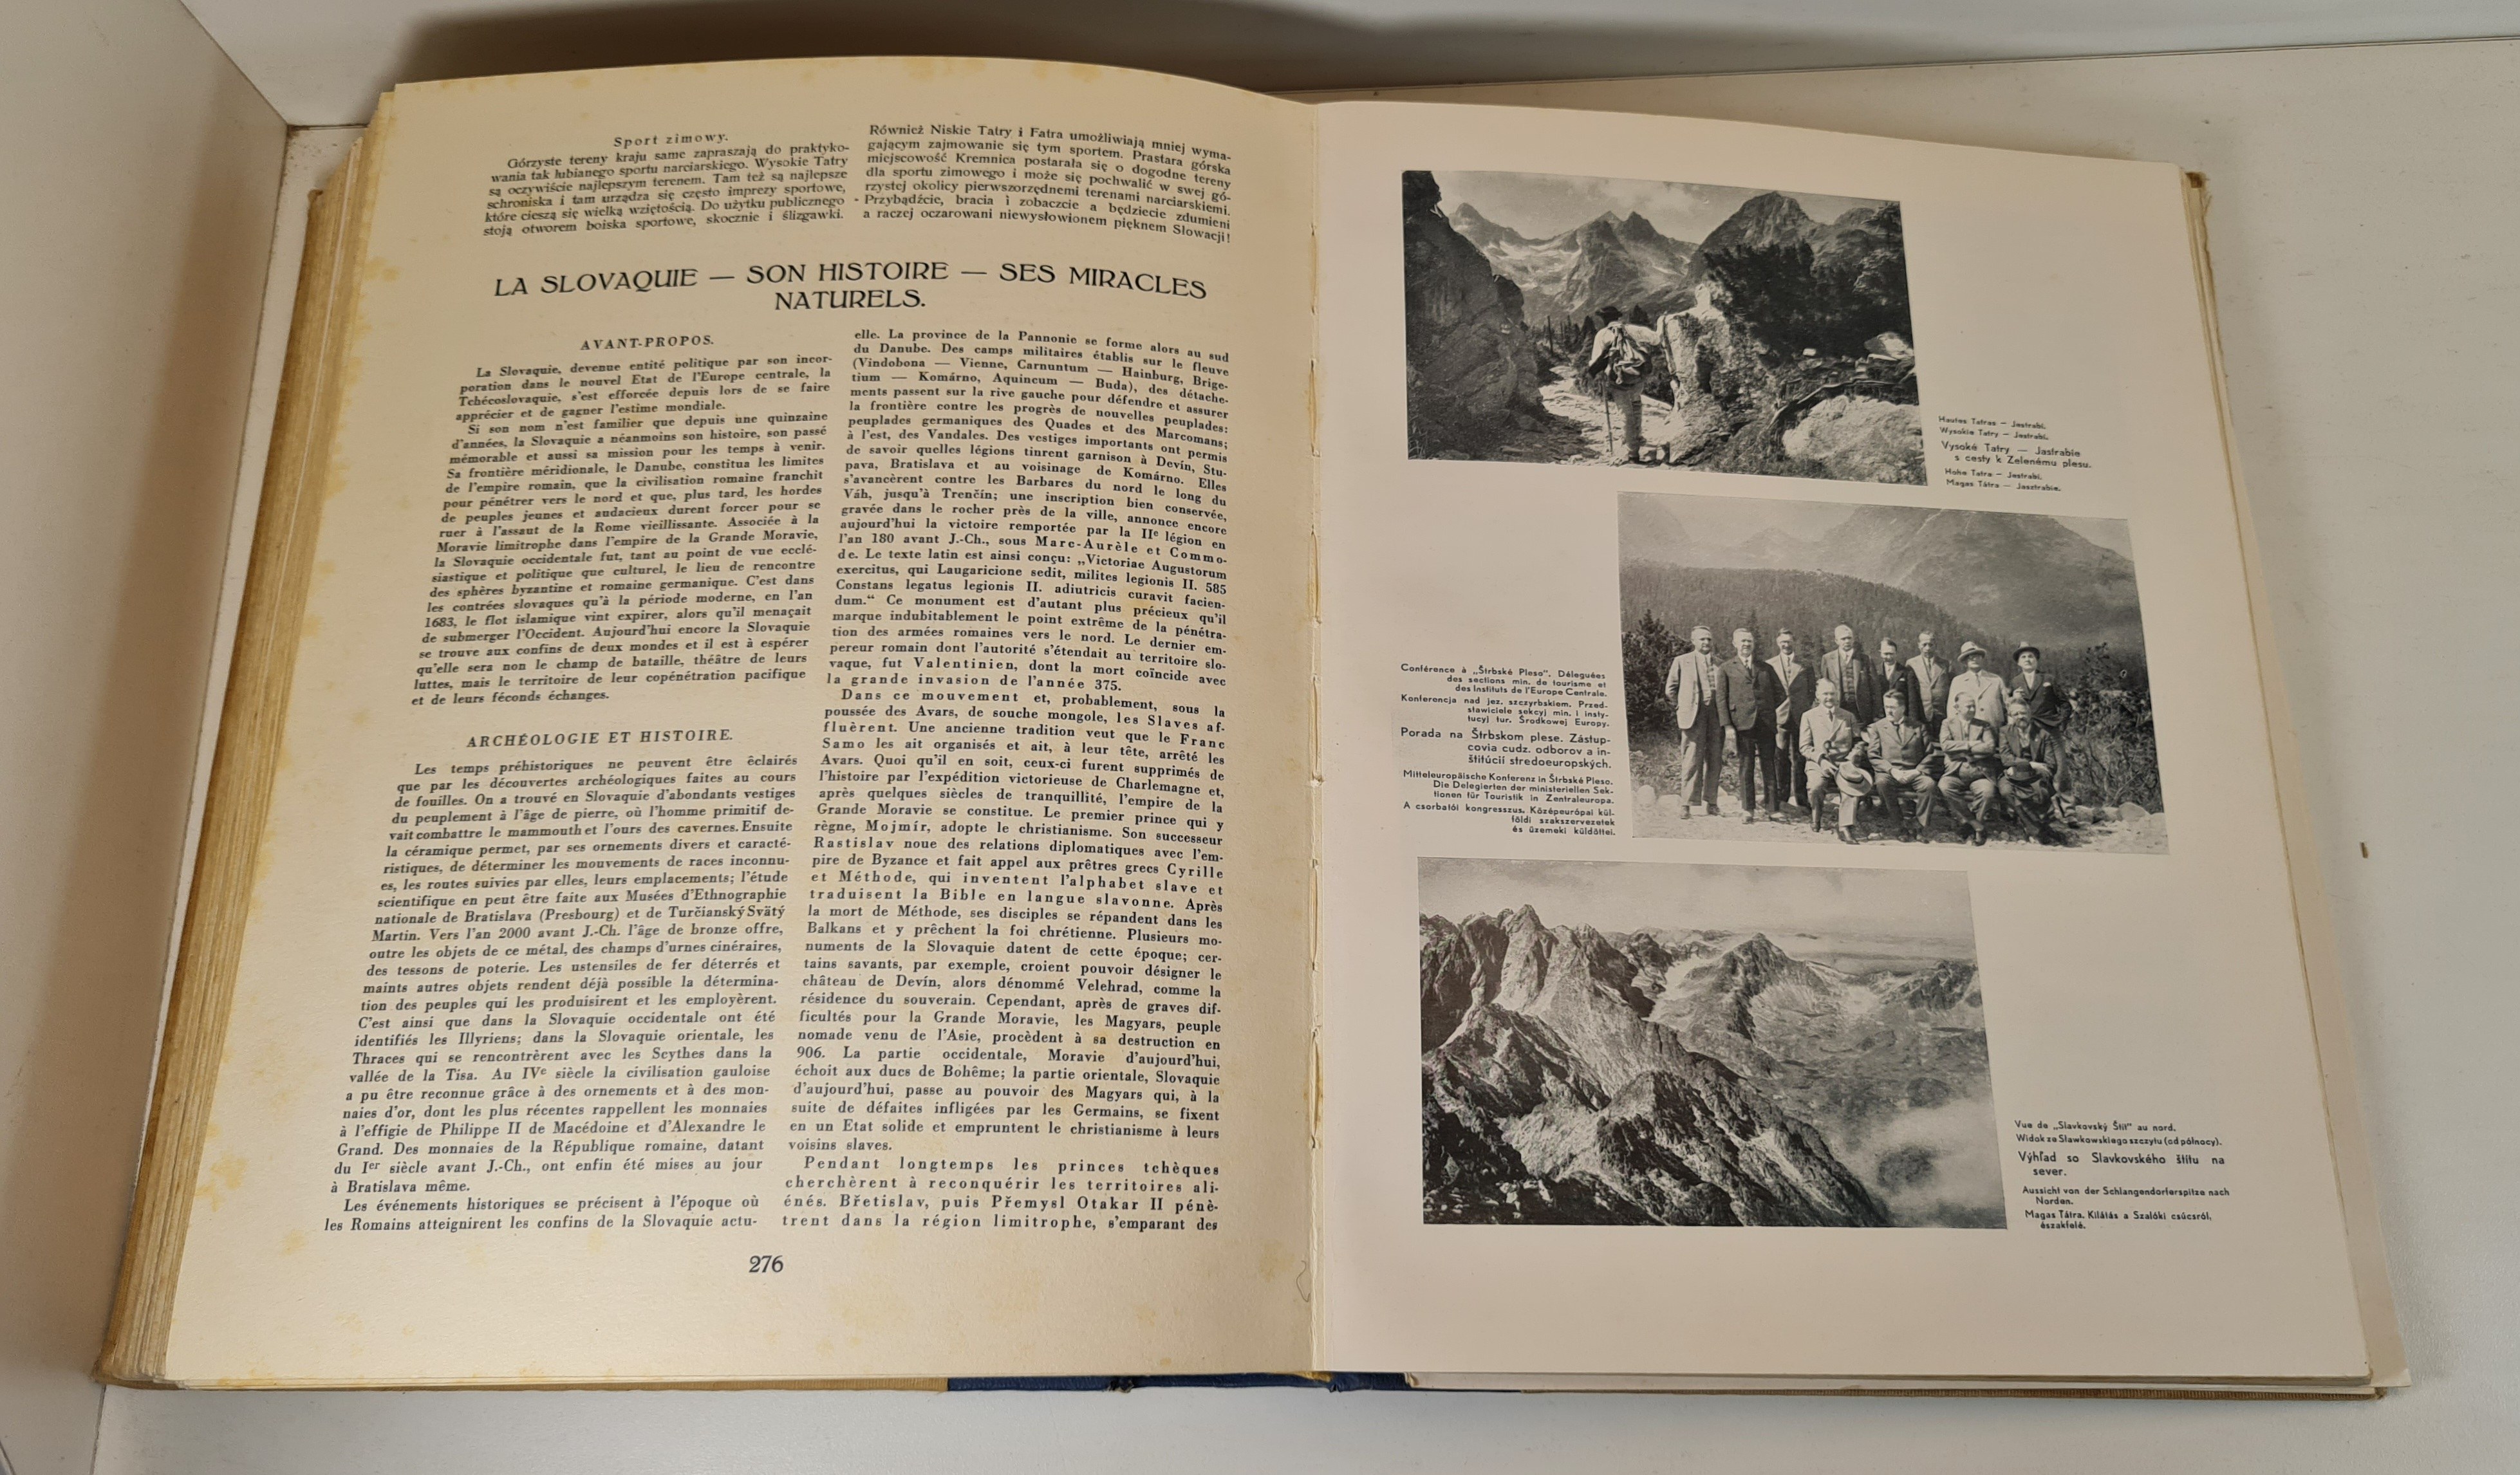 Sport zimowy.
Górzyste tereny kraju same zapraszają do praktyko-
wania tak lubianego sportu narciarskiego. Wysokie Tatry
są oczywiście najlepszym terenem. Tam też są najlepsze
schroniska i tam urządza się często imprezy sportowe,
które cieszą się wielką wziętością. Do użytku publicznego
stoją otworem boiska sportowe, skocznie i ślizgawki.
Również Niskie Tatry i Fatra umożliwiają mniej wyma-
gającym zajmowanie się tym sportem. Prastara górska
miejscowość Kremnica postarała się o dogodne tereny
dla sportu zimowego i może się pochwalić w swej gó-
rzystej okolicy pierwszorzędnemi terenami narciarskiemi.
Przybądźcie, bracia i zobaczcie a będziecie zdumieni
a raczej oczarowani niewysłowionem pięknem Słowacji!
LA SLOVAQUIE — SON HISTOIRE — SES MIRACLES
NATURELS.
AVANT-PROPOS.
La Slovaquie, devenue entité politique par son incor-
poration dans le nouvel Etat de l'Europe centrale, la
Tchécoslovaquie, s'est efforcée depuis lors de se faire
apprécier et de gagner l'estime mondiale.
Si son nom n'est familier que depuis une quinzaine
d'années, la Slovaquie a néanmoins son histoire, son passé
mémorable et aussi sa mission pour les temps à venir.
Sa frontière méridionale, le Danube, constitua les limites
de l'empire romain, que la civilisation romaine franchit
pour pénétrer vers le nord et que, plus tard, les hordes
de peuples jeunes et audacieux durent forcer pour se
ruer à l'assaut de la Rome vieillissante. Associée à la
Moravie limitrophe dans l'empire de la Grande Moravie,
la Slovaquie occidentale fut, tant au point de vue ecclé-
siastique et politique que culturel, le lieu de rencontre
des sphères byzantine et romaine germanique. C'est dans
les contrées slovaques qu'à la période moderne, en l'an
1683, le flot islamique vint expirer, alors qu'il menaçait
de submerger l'Occident. Aujourd'hui encore la Slovaquie
se trouve aux confins de deux mondes et il est à espérer
qu'elle sera non le champ de bataille, théâtre de leurs
luttes, mais le territoire de leur copénétration pacifique
et de leurs féconds échanges.
ARCHÉOLOGIE ET HISTOIRE.
Les temps préhistoriques ne peuvent être éclairés
que par les découvertes archéologiques faites au cours
de fouilles. On a trouvé en Slovaquie d'abondants vestiges
du peuplement à l'âge de pierre, où l'homme primitif de-
vait combattre le mammouth et l'ours des cavernes. Ensuite
la céramique permet, par ses ornements divers et caracté-
ristiques, de déterminer les mouvements de races inconnu-
es, les routes suivies par elles, leurs emplacements; l'étude
scientifique en peut être faite aux Musées d'Ethnographie
nationale de Bratislava (Presbourg) et de Turčianský Svätý
Martin. Vers l'an 2000 avant J.-Ch. l'âge de bronze offre,
outre les objets de ce métal, des champs d'urnes cinéraires,
des tessons de poterie. Les ustensiles de fer déterrés et
maints autres objets rendent déjà possible la détermina-
tion des peuples qui les produisirent et les employèrent.
C'est ainsi que dans la Slovaquie occidentale ont été
identifiés les Illyriens; dans la Slovaquie orientale, les
Thraces qui se rencontrèrent avec les Scythes dans la
vallée de la Tisa. Au IVe siècle la civilisation gauloise
a pu être reconnue grâce à des ornements et à des mon-
naies d'or, dont les plus récentes rappellent les monnaies
à l'effigie de Philippe II de Macédoine et d'Alexandre le
Grand. Des monnaies de la République romaine, datant
du Ier siècle avant J.-Ch., ont enfin été mises au jour
à Bratislava même.
Les événements historiques se précisent à l'époque où
les Romains atteignirent les confins de la Slovaquie actu-
elle. La province de la Pannonie se forme alors au sud
du Danube. Des camps militaires établis sur le fleuve
(Vindobona — Vienne, Carnuntum — Hainburg, Brige-
tium — Komárno, Aquincum — Buda), des détache-
ments passent sur la rive gauche pour défendre et assurer
la frontière contre les progrès de nouvelles peuplades:
peuplades germaniques des Quades et des Marcomans;
à l'est, des Vandales. Des vestiges importants ont permis
de savoir quelles légions tinrent garnison à Devín, Stu-
pava, Bratislava et au voisinage de Komárno. Elles
s'avancèrent contre les Barbares du nord le long du
Váh, jusqu'à Trenčín; une inscription bien conservée,
gravée dans le rocher près de la ville, annonce encore
aujourd'hui la victoire remportée par la IIe légion en
l'an 180 avant J.-Ch., sous Marc-Aurèle et Commo-
de. Le texte latin est ainsi conçu: „Victoriae Augustorum
exercitus, qui Laugaricione sedit, milites legionis II. 585
Constans legatus legionis II. adiutricis curavit facien-
dum.“ Ce monument est d'autant plus précieux qu'il
marque indubitablement le point extrême de la pénétra-
tion des armées romaines vers le nord. Le dernier em-
pereur romain dont l'autorité s'étendait au territoire slo-
vaque, fut Valentinien, dont la mort coïncide avec
la grande invasion de l'année 375.
Dans ce mouvement et, probablement, sous la
poussée des Avars, de souche mongole, les Slaves af-
fluèrent. Une ancienne tradition veut que le Franc
Samo les ait organisés et ait, à leur tête, arrêté les
Avars. Quoi qu'il en soit, ceux-ci furent supprimés de
l'histoire par l'expédition victorieuse de Charlemagne et,
après quelques siècles de tranquillité, l'empire de la
Grande Moravie se constitue. Le premier prince qui y
règne, Mojmír, adopte le christianisme. Son successeur
Rastislav noue des relations diplomatiques avec l'em-
pire de Byzance et fait appel aux prêtres grecs Cyrille
et Méthode, qui inventent l'alphabet slave et
traduisent la Bible en langue slavonne. Après
la mort de Méthode, ses disciples se répandent dans les
Balkans et y prêchent la foi chrétienne. Plusieurs mo-
numents de la Slovaquie datent de cette époque; cer-
tains savants, par exemple, croient pouvoir désigner le
château de Devín, alors dénommé Velehrad, comme la
résidence du souverain. Cependant, après de graves dif-
ficultés pour la Grande Moravie, les Magyars, peuple
nomade venu de l'Asie, procèdent à sa destruction en
906. La partie occidentale, Moravie d'aujourd'hui,
échoit aux ducs de Bohême; la partie orientale, Slovaquie
d'aujourd'hui, passe au pouvoir des Magyars qui, à la
suite de défaites infligées par les Germains, se fixent
en un Etat solide et empruntent le christianisme à leurs
voisins slaves.
Pendant longtemps les princes tchèques
cherchèrent à reconquérir les territoires ali-
énés. Břetislav, puis Přemysl Otakar II pénè-
trent dans la région limitrophe, s'emparant des
276
Hautes Tatras — Jestrabí.
Wysokie Tatry — Jestrabi.
Vysoké Tatry — Jastrabie
s cesty k Zelenému plesu.
Hohe Tatra — Jestrabi.
Magas Tátra — Jasztrabie.
Conférence à „Štrbské Pleso“. Déleguées
des sections min. de tourisme et
des Instituts de l'Europe Centrale.
Konferencja nad jez. szczyrbskiem. Przed-
stawiciele sekcyj min. i insty-
tucyj tur. Środkowej Europy.
Porada na Štrbskom plese. Zástup-
covia cudz. odborov a in-
štitúcií stredoeuropských.
Mitteleuropäische Konferenz in Štrbské Pleso.
Die Delegierten der ministeriellen Sek-
tionen für Touristik in Zentraleuropa.
A csorbatói kongresszus. Középeurópai kül-
földi szakszervezetek
és üzemeki küldöttei.
Vue de „Slavkovský Štít“ au nord.
Widok ze Sławkowskiego szczytu (od północy).
Výhľad so Slavkovského štítu na
sever.
Aussicht von der Schlangendorferspitze nach
Norden.
Magas Tátra. Kilátás a Szalóki csúcsról,
északfelé.